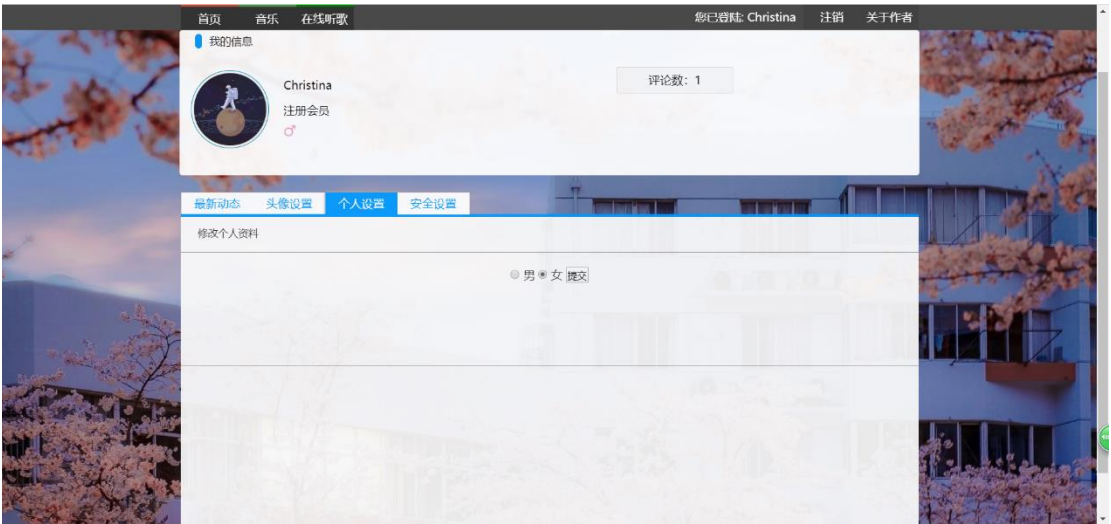 首页 音乐 在线听歌 您已登陆: Christina 注销 关于作者
我的信息
Christina
评论数：1
注册会员
最新动态 头像设置 个人设置 安全设置
修改个人资料
男 女 提交